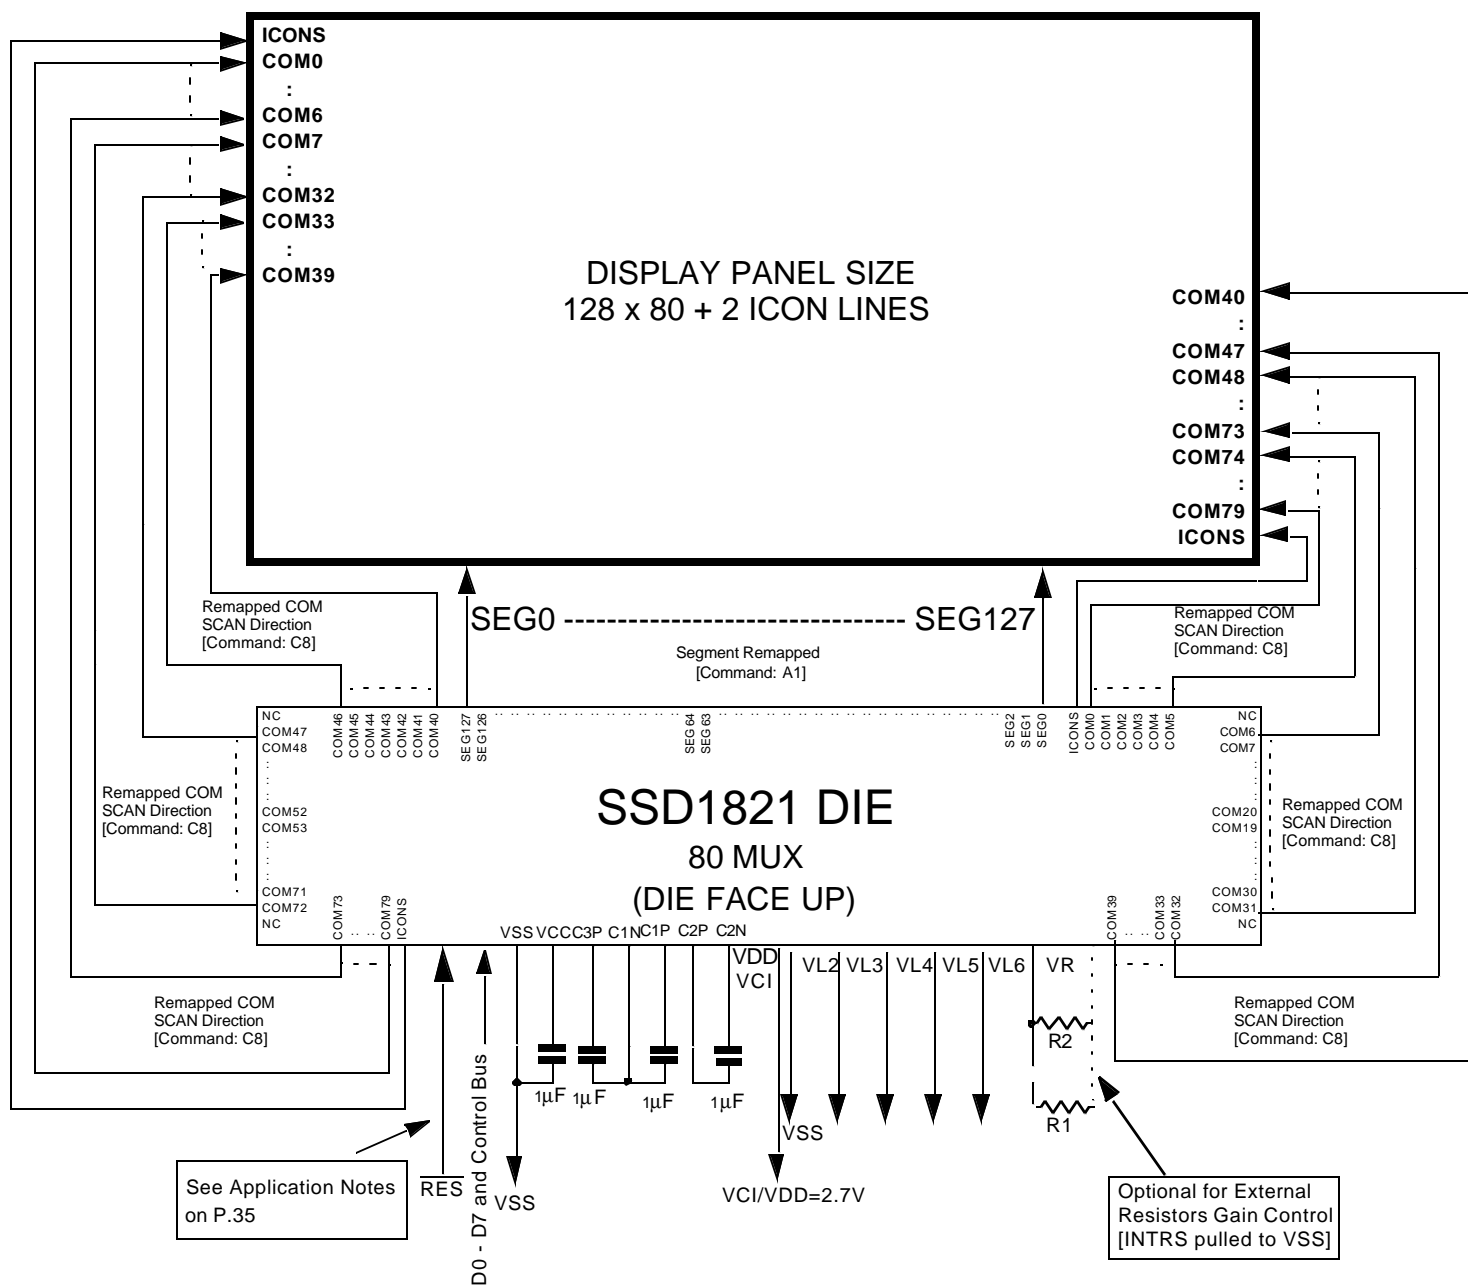 ICONS
COM0
:
COM6
COM7
:
COM32
COM33
:
COM39
DISPLAY PANEL SIZE
128 x 80 + 2 ICON LINES
COM40
:
COM47
COM48
:
COM73
COM74
:
COM79
ICONS
Remapped COM
SCAN Direction
[Command: C8]
SEG0 ------------------------------ SEG127
Segment Remapped
[Command: A1]
Remapped COM
SCAN Direction
[Command: C8]
NC
COM47
COM48
:
:
:
COM52
COM53
:
:
:
COM71
COM72
NC
COM46
COM45
COM44
COM43
COM42
COM41
COM40
SEG127
SEG126
SEG64
SEG63
SEG2
SEG1
SEG0
ICONS
COM0
COM1
COM2
COM3
COM4
COM5
NC
COM6
COM7
:
:
:
COM20
COM19
:
:
:
COM30
COM31
NC
Remapped COM
SCAN Direction
[Command: C8]
SSD1821 DIE
80 MUX
(DIE FACE UP)
Remapped COM
SCAN Direction
[Command: C8]
COM73
: :
COM79
ICONS
VSS
VCC
C3P
C1N
C1P
C2P
C2N
VDD
VCI
VL2
VL3
VL4
VL5
VL6
VR
COM39
: :
COM33
COM32
Remapped COM
SCAN Direction
[Command: C8]
Remapped COM
SCAN Direction
[Command: C8]
R2
R1
1µF
1µF
1µF
1µF
VSS
See Application Notes
on P.35
RES
D0 - D7 and Control Bus
VSS
VCI/VDD=2.7V
Optional for External
Resistors Gain Control
[INTRS pulled to VSS]